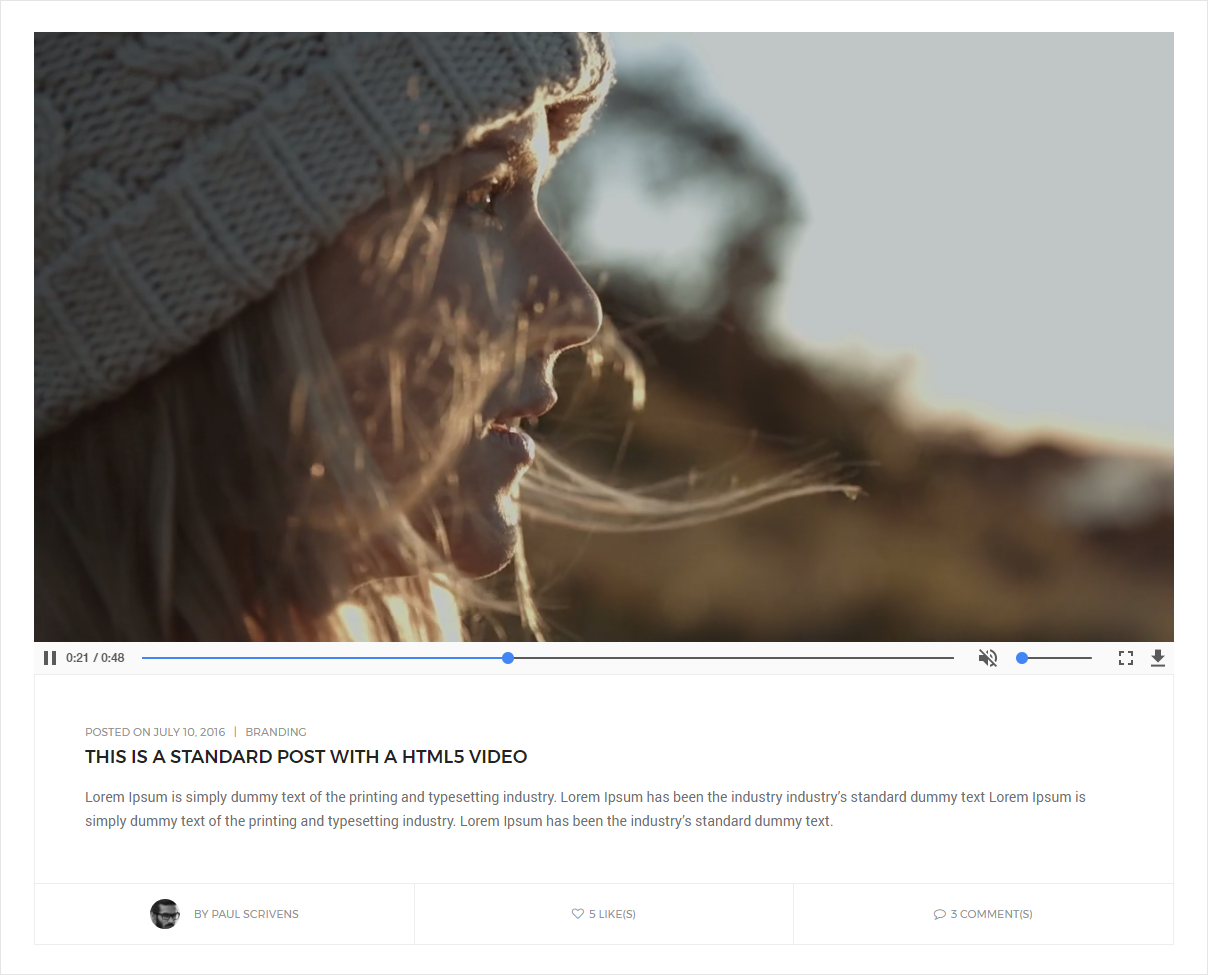 0:21 / 0:48
POSTED ON JULY 10, 2016 | BRANDING
THIS IS A STANDARD POST WITH A HTML5 VIDEO
Lorem Ipsum is simply dummy text of the printing and typesetting industry. Lorem Ipsum has been the industry industry’s standard dummy text Lorem Ipsum is
simply dummy text of the printing and typesetting industry. Lorem Ipsum has been the industry’s standard dummy text.
BY PAUL SCRIVENS
5 LIKE(S)
3 COMMENT(S)